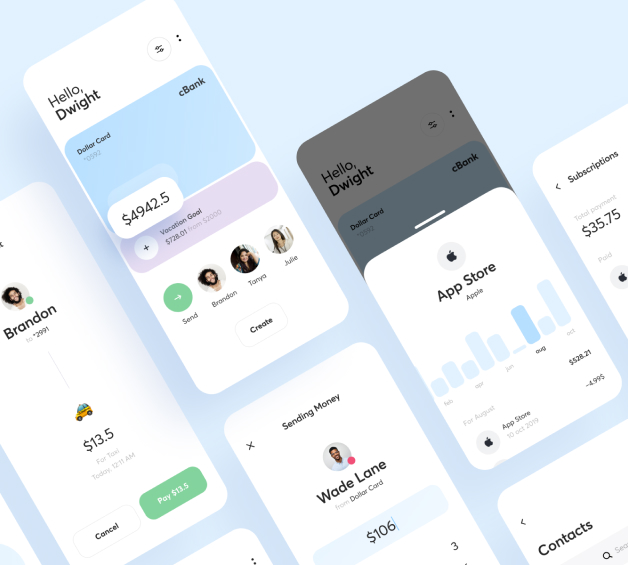 Hello,
Dwight
cBank
Dollar Card
*0992
$4942.5
Vacation Goal
$728.01 from $2000
Send
Brandon
Tanya
Julie
Create
Brandon
to *2991
$13.5
For Taxi
Today, 12:11 AM
Cancel
Pay $13.5
Hello,
Dwight
cBank
Dollar Card
App Store
Apple
feb
apr
jun
aug
oct
For August
$528.21
App Store
10 oct 2019
-4.99$
Sending Money
Wade Lane
from Dollar Card
$106
3
Subscriptions
Total payment
$35.75
Paid
Contacts